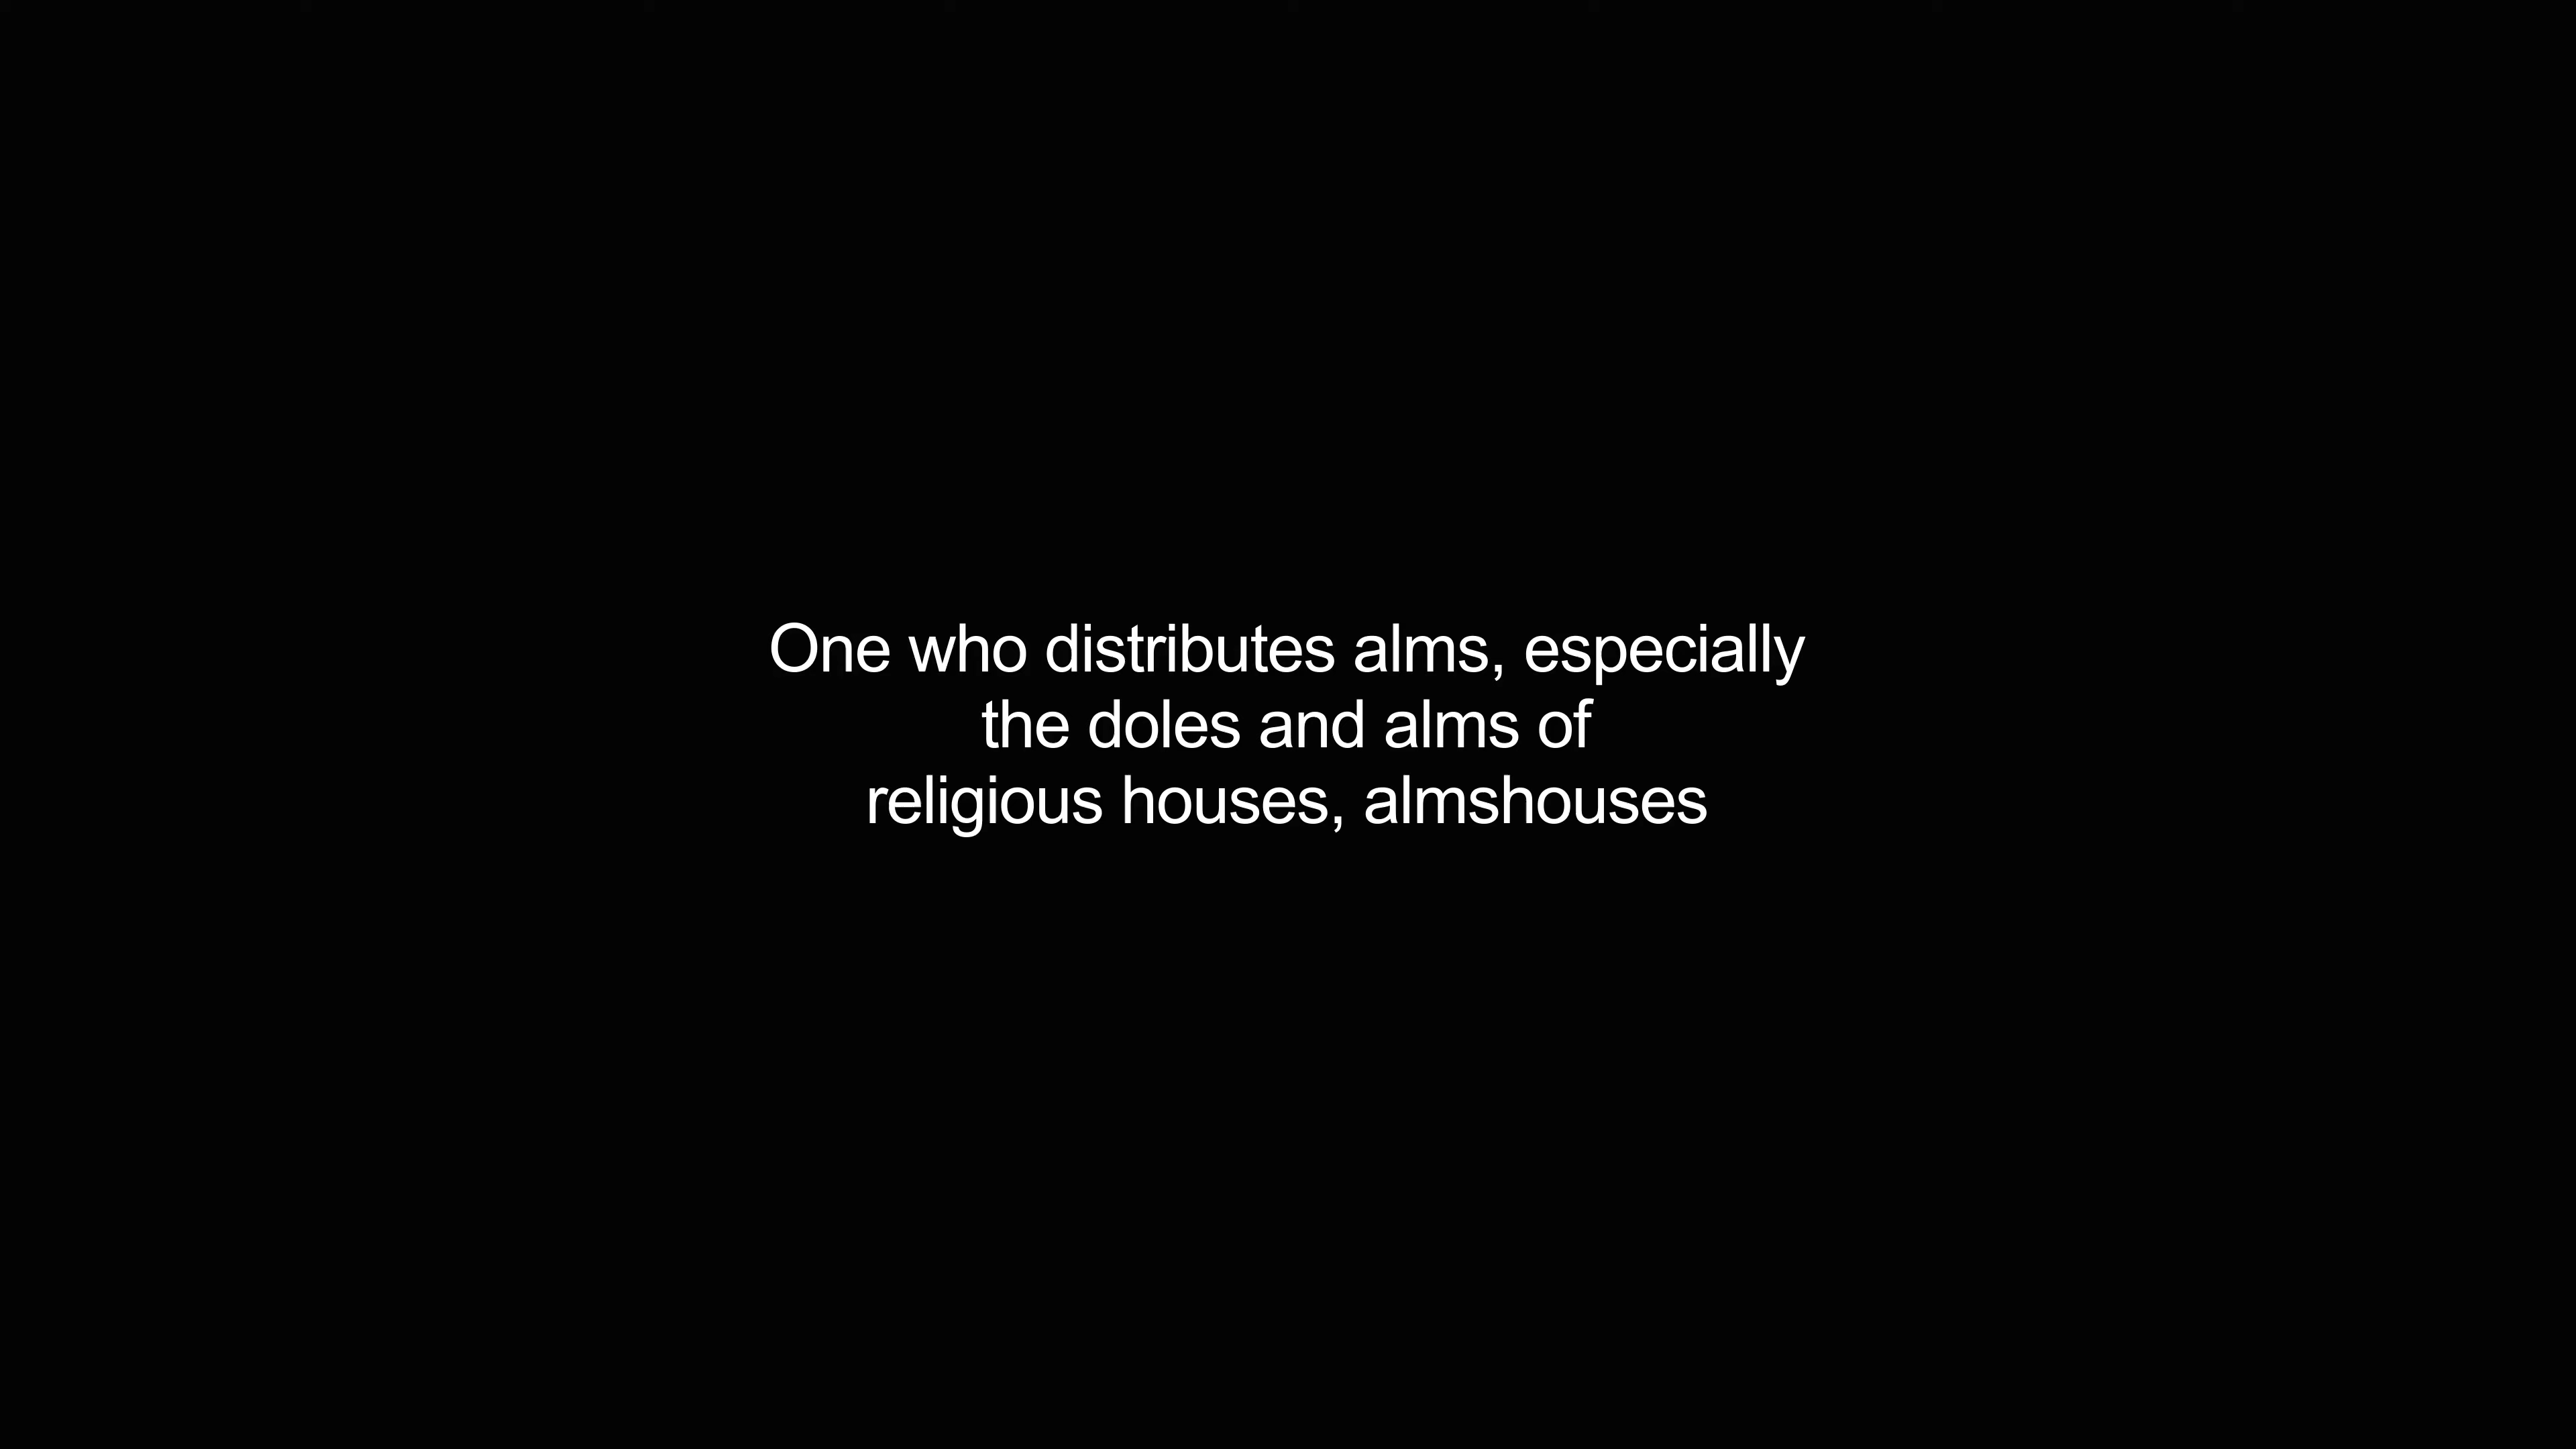 One who distributes alms, especially
the doles and alms of
religious houses, almshouses